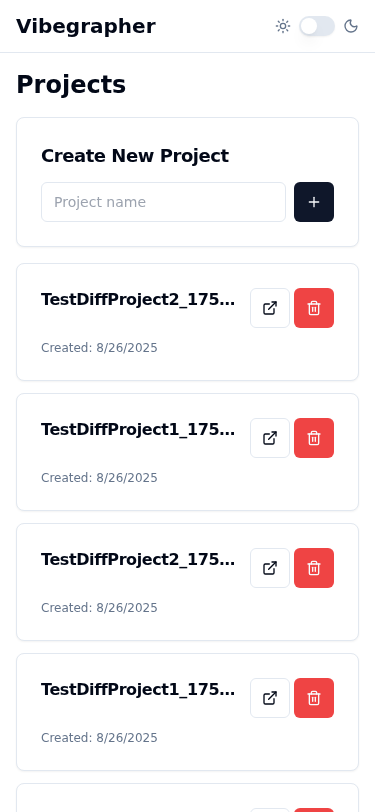 Vibegrapher
Projects
Create New Project
Project name
TestDiffProject2_175...
Created: 8/26/2025
TestDiffProject1_175...
Created: 8/26/2025
TestDiffProject2_175...
Created: 8/26/2025
TestDiffProject1_175...
Created: 8/26/2025